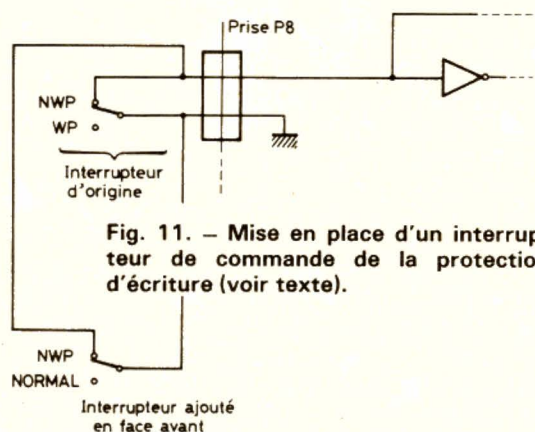 Prise P8
NWP
WP
Interrupteur
d'origine
Fig. 11. — Mise en place d'un interrup-
teur de commande de la protection
d'écriture (voir texte).
NWP
NORMAL
Interrupteur ajouté
en face avant